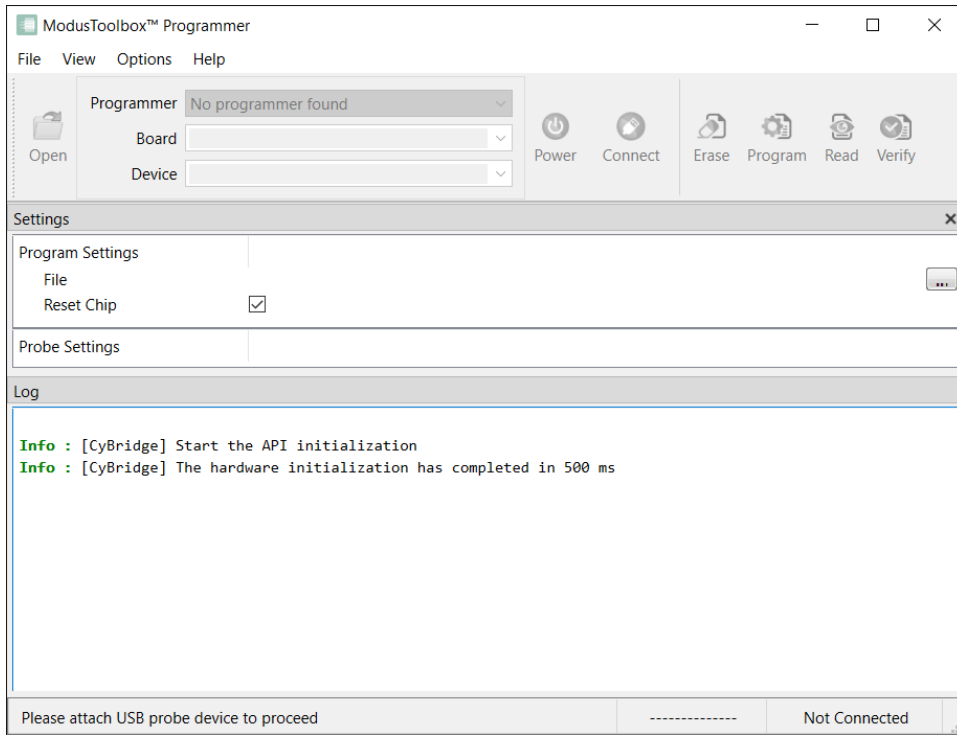 ModusToolbox™ Programmer
File View Options Help
Programmer No programmer found
Board
Device
Open
Power Connect Erase Program Read Verify
Settings
Program Settings
File
...
Reset Chip
Probe Settings
Log
Info : [CyBridge] Start the API initialization
Info : [CyBridge] The hardware initialization has completed in 500 ms
Please attach USB probe device to proceed -------------- Not Connected